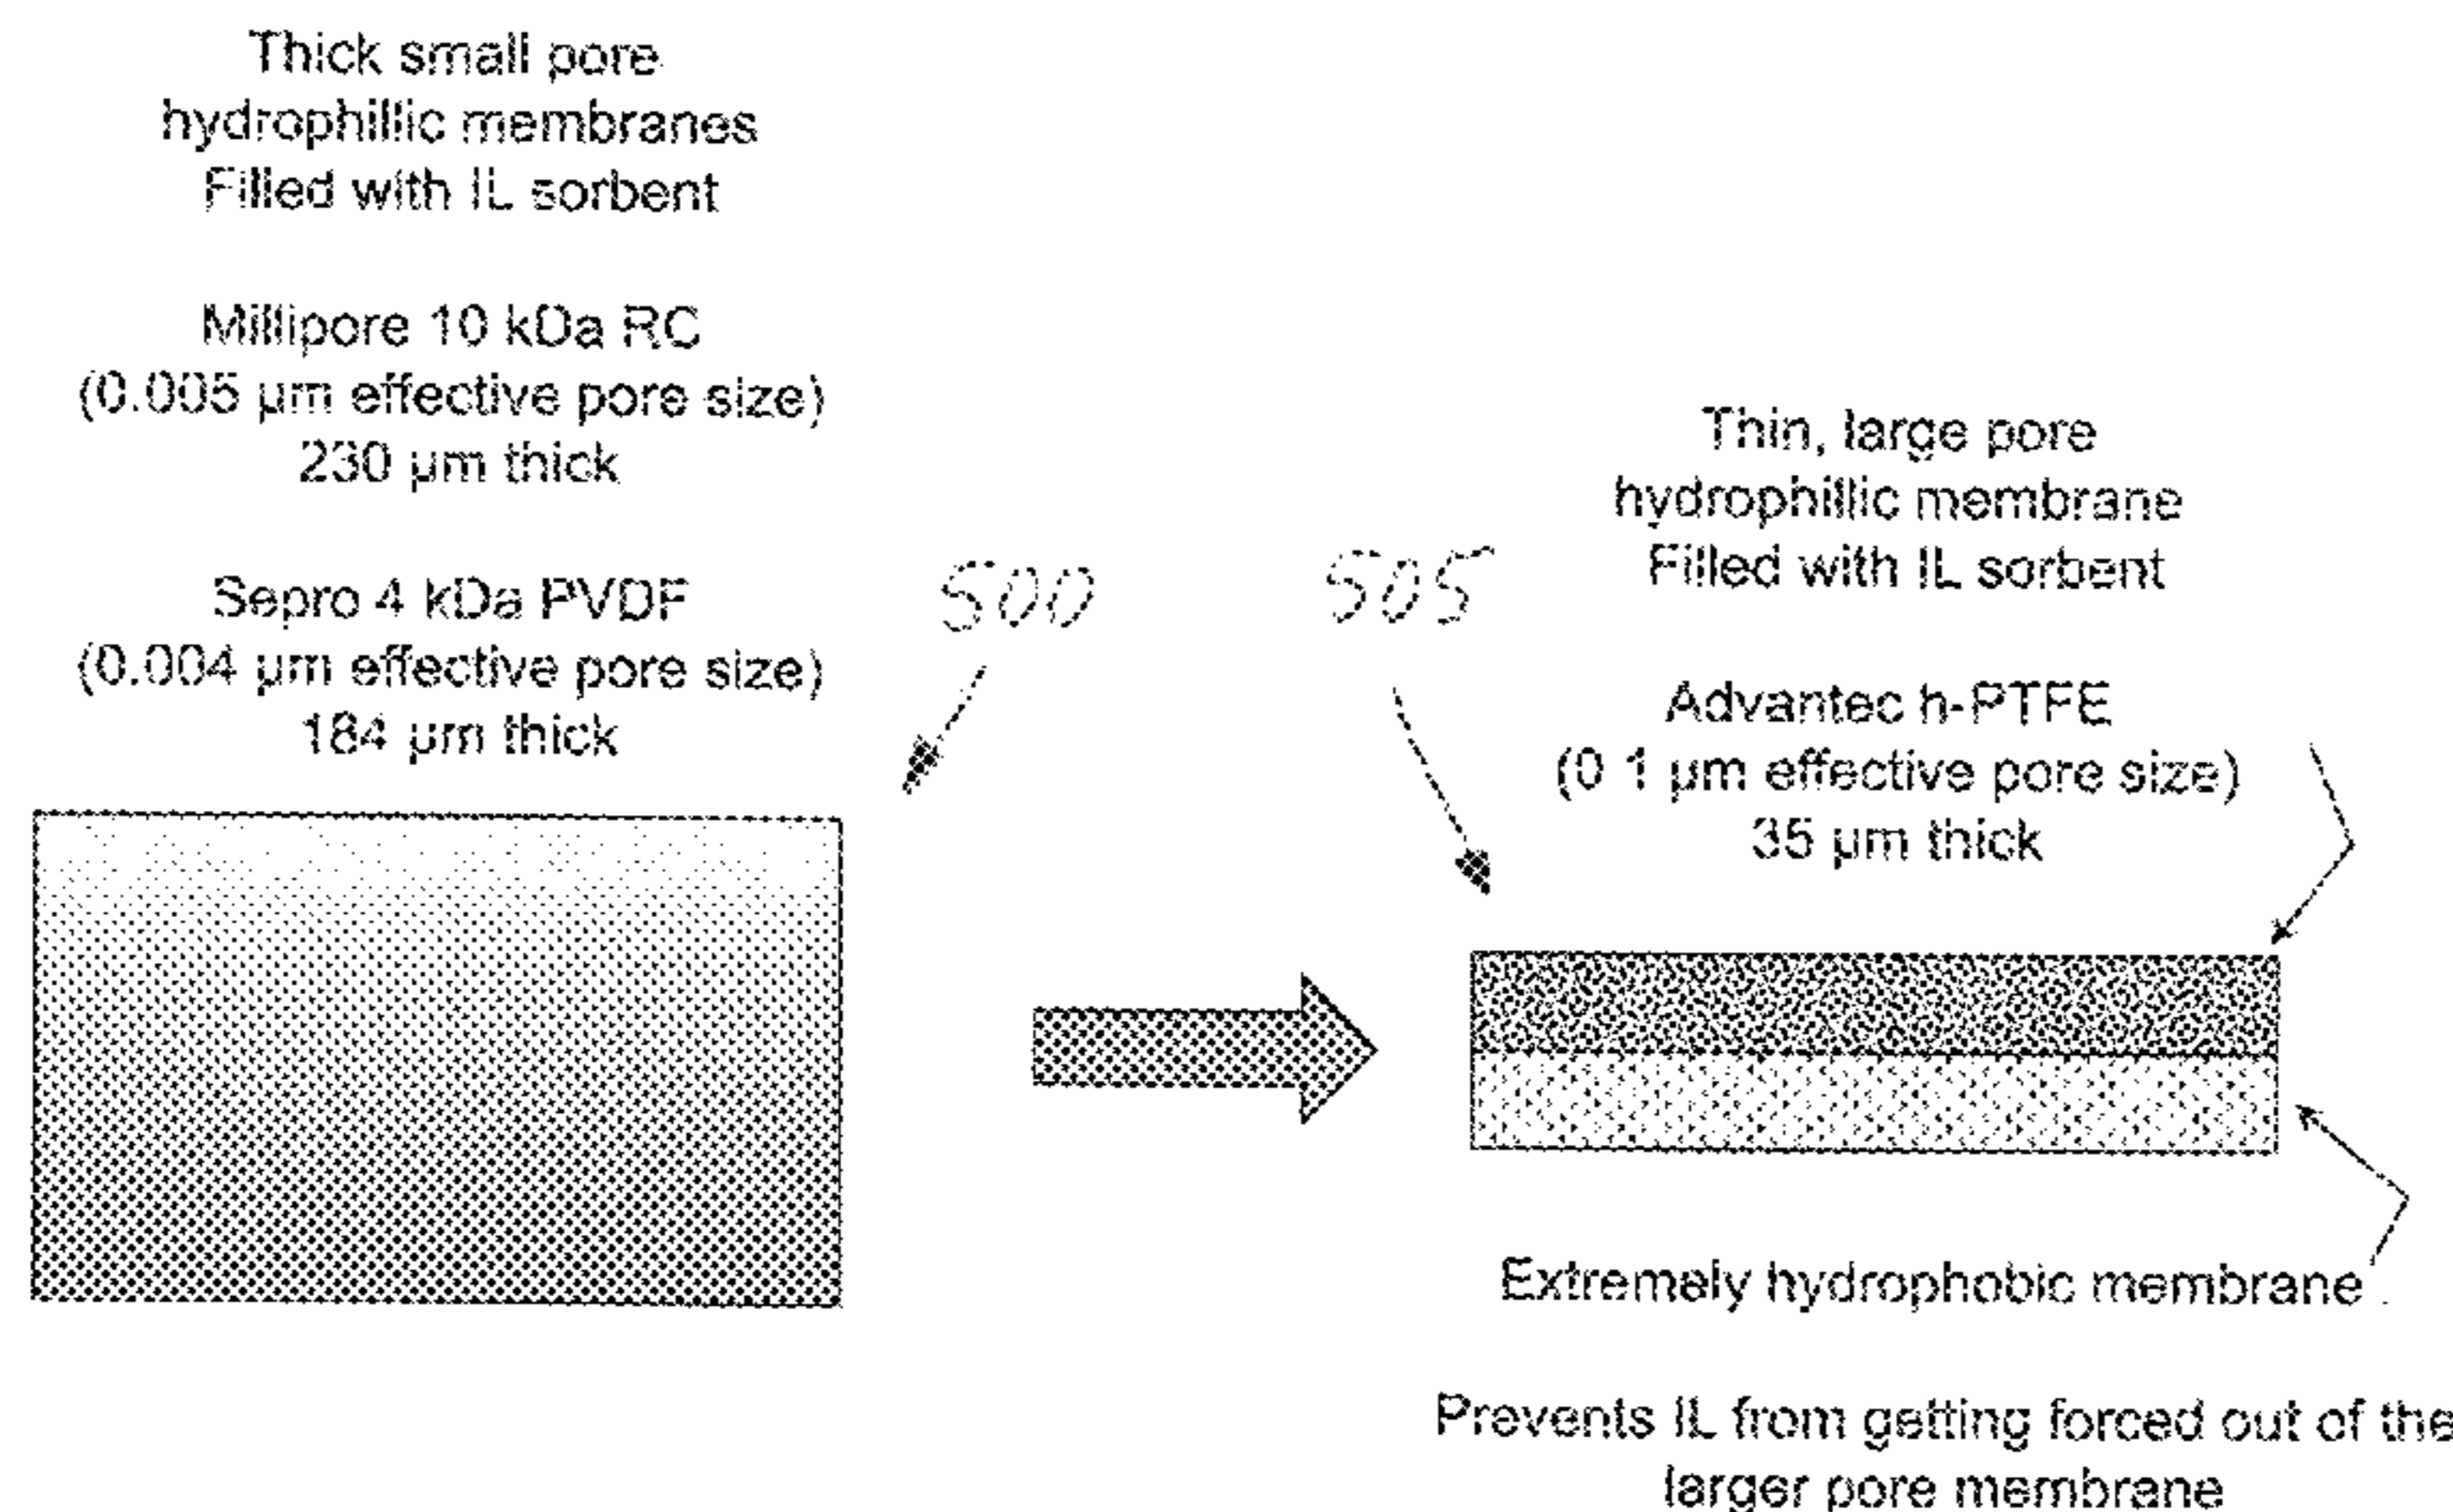 Thick small pore
hydrophillic membranes
Filled with IL sorbent
Millipore 10 kDa RC
(0.005 µm effective pore size)
230 µm thick
Sepro 4 kDa PVDF
(0.004 µm effective pore size)
184 µm thick
500
505
Thin, large pore
hydrophillic membrane
Filled with IL sorbent
Advantec h-PTFE
(0.1 µm effective pore size)
35 µm thick
Extremely hydrophobic membrane
Prevents IL from getting forced out of the
larger pore membrane